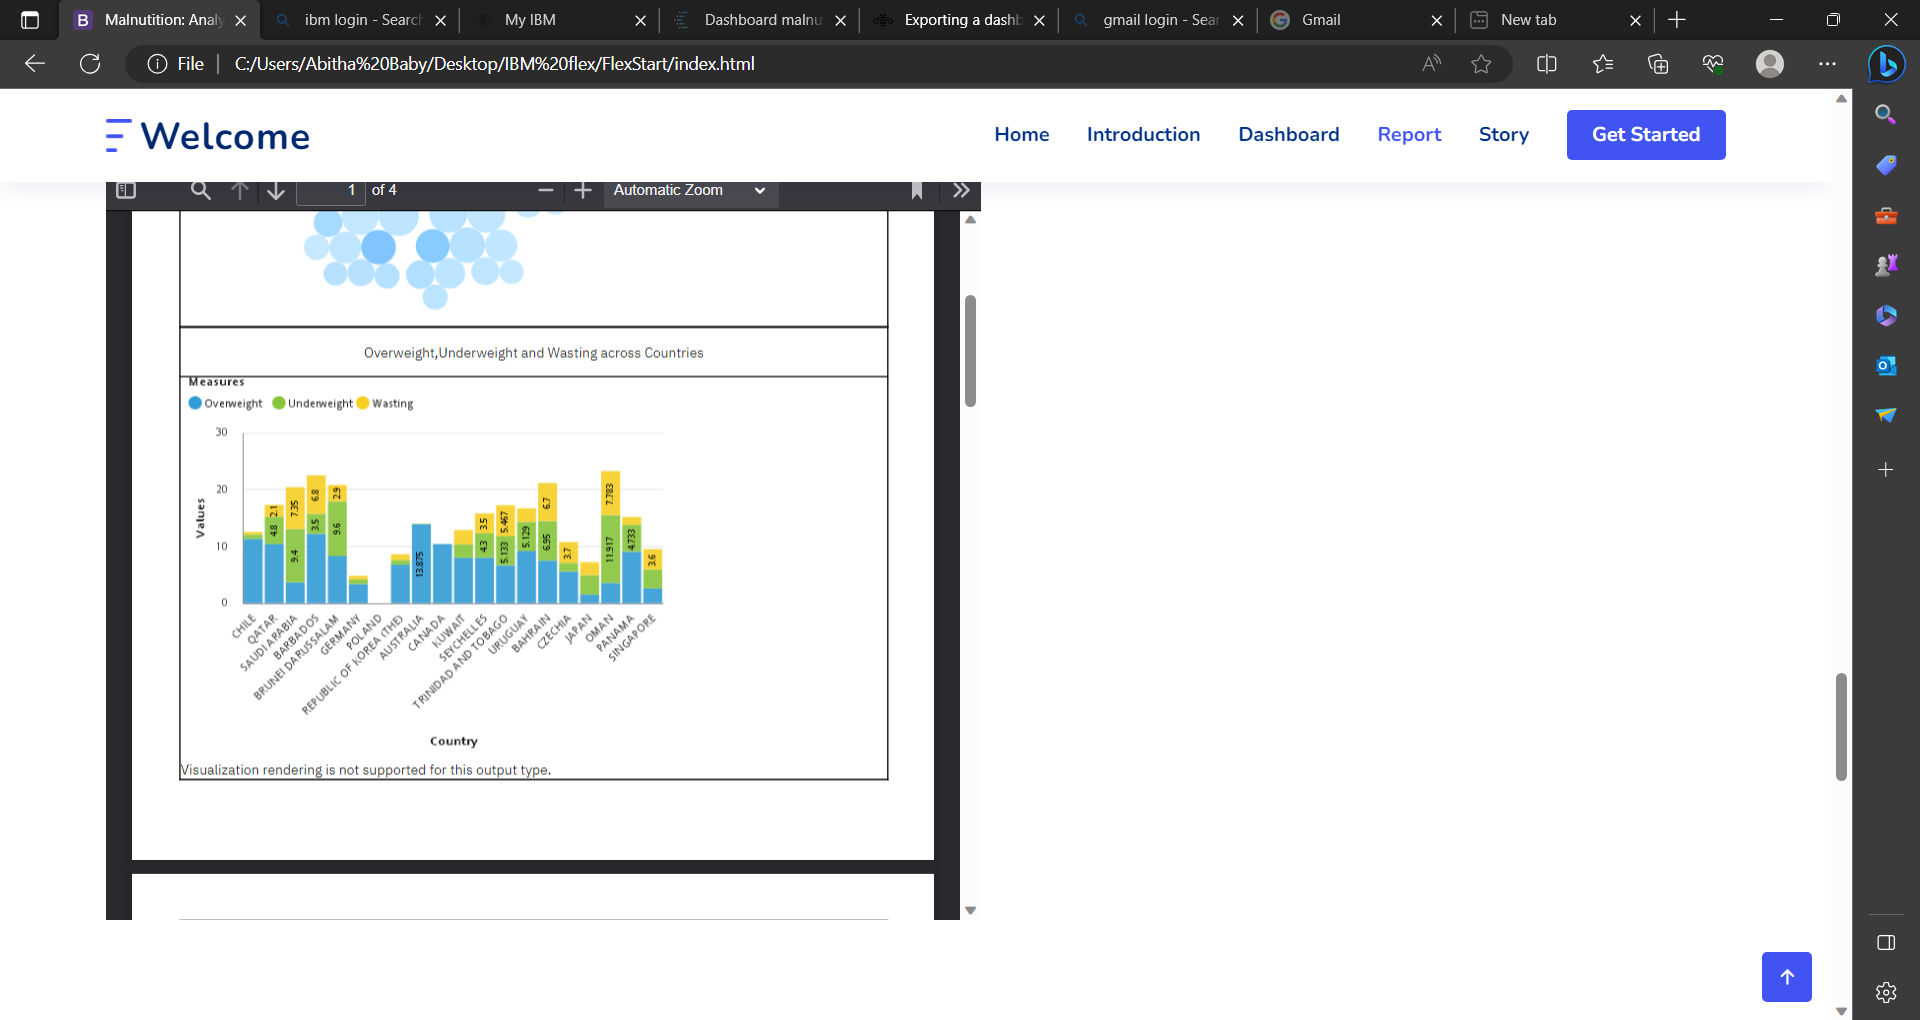 Malnutition: Analy
ibm login - Search
My IBM
Dashboard malnu
Exporting a dashb
gmail login - Sear
Gmail
New tab
File
C:/Users/Abitha%20Baby/Desktop/IBM%20flex/FlexStart/index.html
Welcome
Home Introduction Dashboard Report Story Get Started
1 of 4
Automatic Zoom
Overweight,Underweight and Wasting across Countries
Measures
Overweight Underweight Wasting
30
20
10
0
Values
4.8 2.1
9.4 7.35
3.5 6.8
9.6 2.9
13.875
4.3 3.5
5.133 5.467
5.129
6.95 6.7
3.7
11.917 7.783
4.733
3.6
CHILE
QATAR
SAUDI ARABIA
BARBADOS
BRUNEI DARUSSALAM
GERMANY
POLAND
REPUBLIC OF KOREA (THE)
AUSTRALIA
CANADA
KUWAIT
SEYCHELLES
TRINIDAD AND TOBAGO
URUGUAY
BAHRAIN
CZECHIA
JAPAN
OMAN
PANAMA
SINGAPORE
Country
Visualization rendering is not supported for this output type.